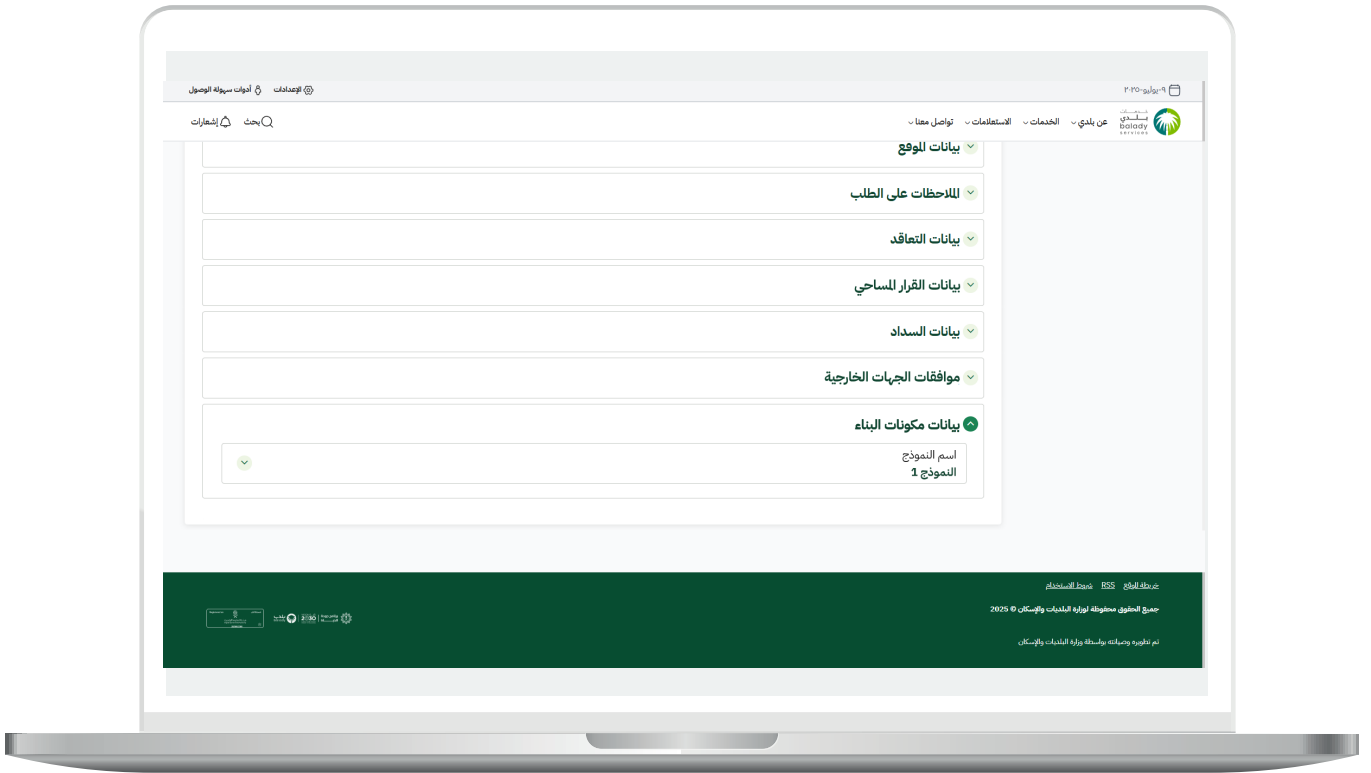 ٩-يوليو-٢٠٢٥
الإعدادات
أدوات سهولة الوصول
خدمات
بلدي
balady
services
عن بلدي
الخدمات
الاستعلامات
تواصل معنا
بحث
إشعارات
بيانات الموقع
الملاحظات على الطلب
بيانات التعاقد
بيانات القرار المساحي
بيانات السداد
موافقات الجهات الخارجية
بيانات مكونات البناء
اسم النموذج
النموذج 1
خريطة الموقع RSS شروط الاستخدام
جميع الحقوق محفوظة لوزارة البلديات والإسكان © 2025
تم تطويره وصيانته بواسطة وزارة البلديات والإسكان
2030